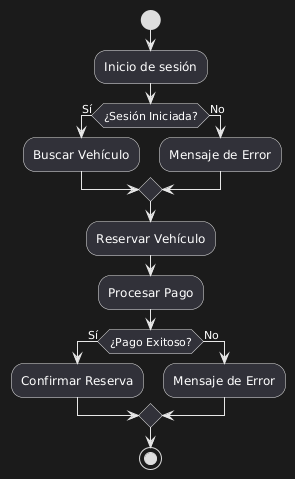 Inicio de sesión
¿Sesión Iniciada?
Sí
No
Buscar Vehículo
Mensaje de Error
Reservar Vehículo
Procesar Pago
¿Pago Exitoso?
Sí
No
Confirmar Reserva
Mensaje de Error